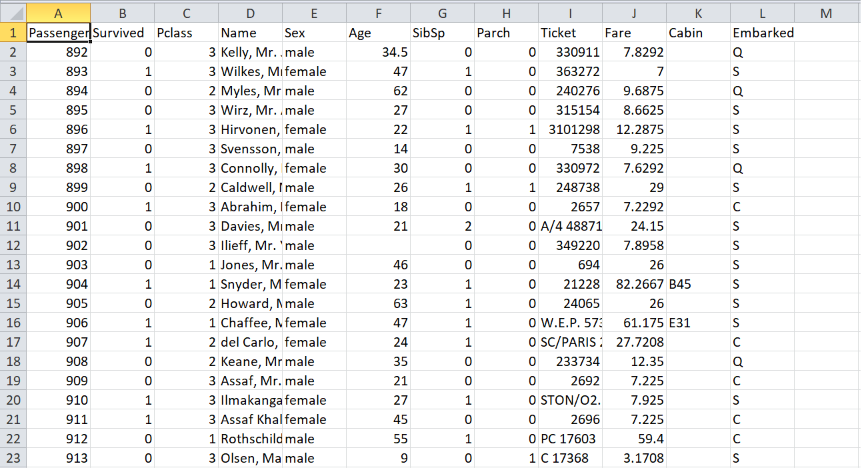 A B C D E F G H I J K L M
1 Passenger Survived Pclass Name Sex Age SibSp Parch Ticket Fare Cabin Embarked
2 892 0 3 Kelly, Mr. male 34.5 0 0 330911 7.8292 Q
3 893 1 3 Wilkes, Mr female 47 1 0 363272 7 S
4 894 0 2 Myles, Mr male 62 0 0 240276 9.6875 Q
5 895 0 3 Wirz, Mr. male 27 0 0 315154 8.6625 S
6 896 1 3 Hirvonen, female 22 1 1 3101298 12.2875 S
7 897 0 3 Svensson, male 14 0 0 7538 9.225 S
8 898 1 3 Connolly, female 30 0 0 330972 7.6292 Q
9 899 0 2 Caldwell, male 26 1 1 248738 29 S
10 900 1 3 Abrahim, female 18 0 0 2657 7.2292 C
11 901 0 3 Davies, Mr male 21 2 0 A/4 48871 24.15 S
12 902 0 3 Ilieff, Mr. male 0 0 349220 7.8958 S
13 903 0 1 Jones, Mr. male 46 0 0 694 26 S
14 904 1 1 Snyder, M female 23 1 0 21228 82.2667 B45 S
15 905 0 2 Howard, male 63 1 0 24065 26 S
16 906 1 1 Chaffee, female 47 1 0 W.E.P. 573 61.175 E31 S
17 907 1 2 del Carlo, female 24 1 0 SC/PARIS 27.7208 C
18 908 0 2 Keane, Mr male 35 0 0 233734 12.35 Q
19 909 0 3 Assaf, Mr. male 21 0 0 2692 7.225 C
20 910 1 3 Ilmakanga female 27 1 0 STON/O2. 7.925 S
21 911 1 3 Assaf Khal female 45 0 0 2696 7.225 C
22 912 0 1 Rothschild male 55 1 0 PC 17603 59.4 C
23 913 0 3 Olsen, Ma male 9 0 1 C 17368 3.1708 S